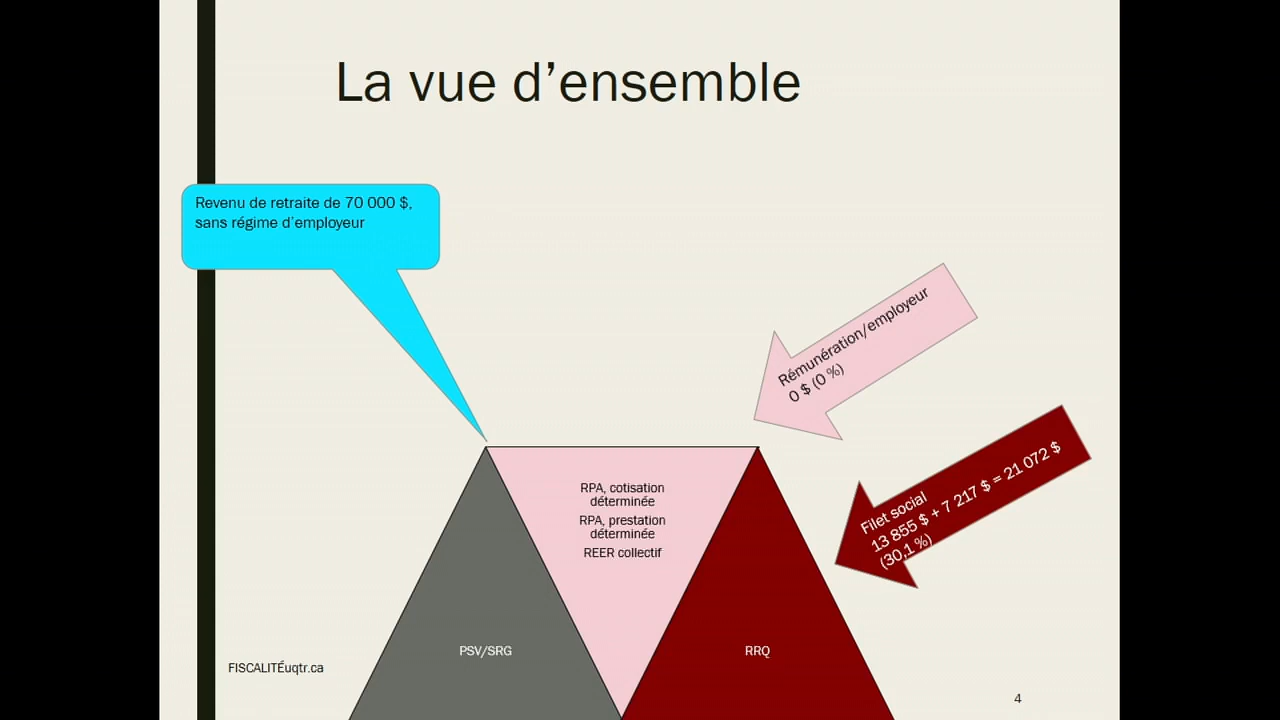 La vue d’ensemble
Revenu de retraite de 70 000 $,
sans régime d’employeur
Rémunération/employeur
0 $ (0 %)
Filet social
13 855 $ + 7 217 $ = 21 072 $
(30,1 %)
RPA, cotisation
déterminée
RPA, prestation
déterminée
REER collectif
PSV/SRG
RRQ
FISCALITÉuqtr.ca
4